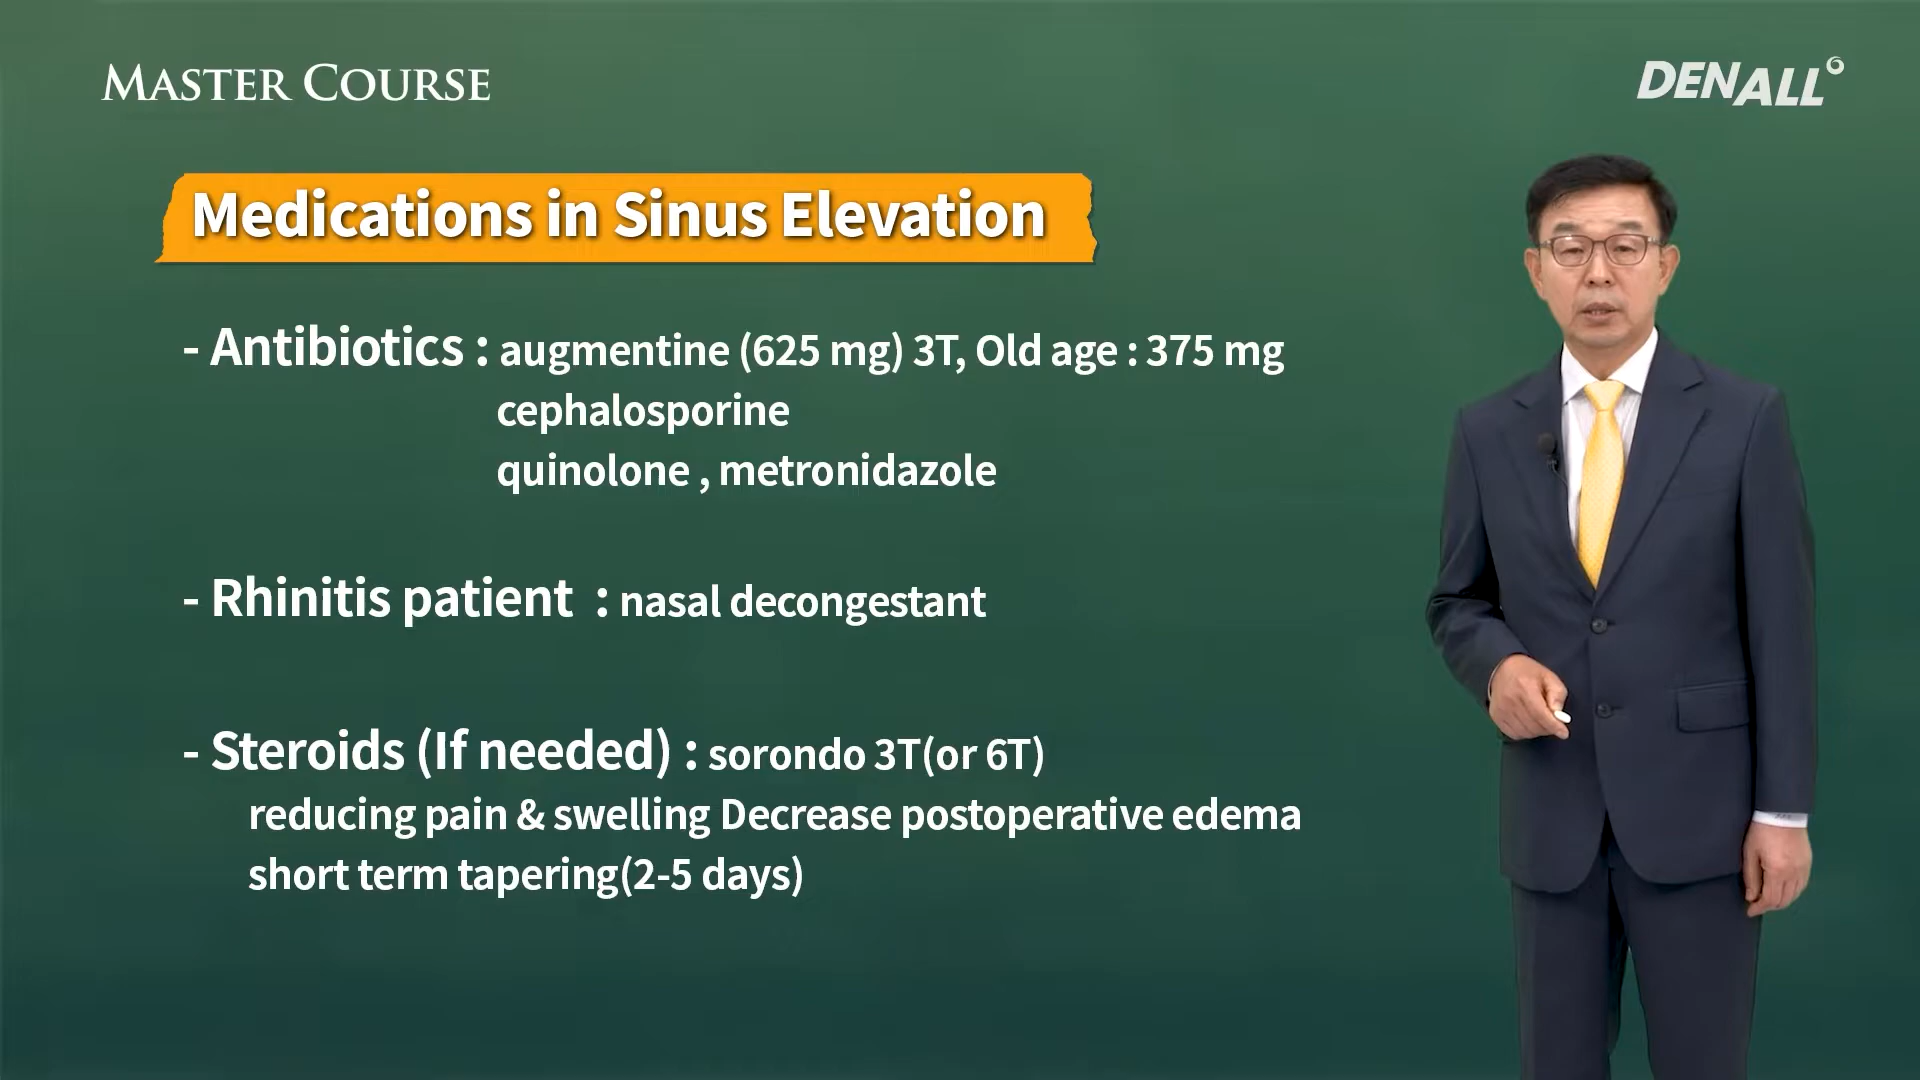 MASTER COURSE
DENALL
Medications in Sinus Elevation
- Antibiotics : augmentine (625 mg) 3T, Old age : 375 mg
cephalosporine
quinolone , metronidazole
- Rhinitis patient : nasal decongestant
- Steroids (If needed) : sorondo 3T(or 6T)
reducing pain & swelling Decrease postoperative edema
short term tapering(2-5 days)